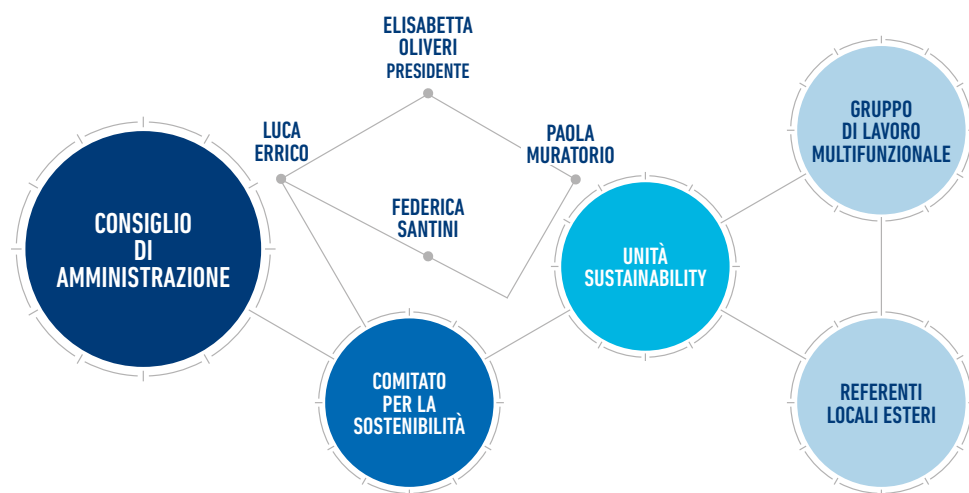 ELISABETTA
OLIVERI
PRESIDENTE
LUCA
ERRICO
PAOLA
MURATORIO
FEDERICA
SANTINI
CONSIGLIO
DI
AMMINISTRAZIONE
COMITATO
PER LA
SOSTENIBILITÀ
UNITÀ
SUSTAINABILITY
GRUPPO
DI LAVORO
MULTIFUNZIONALE
REFERENTI
LOCALI ESTERI